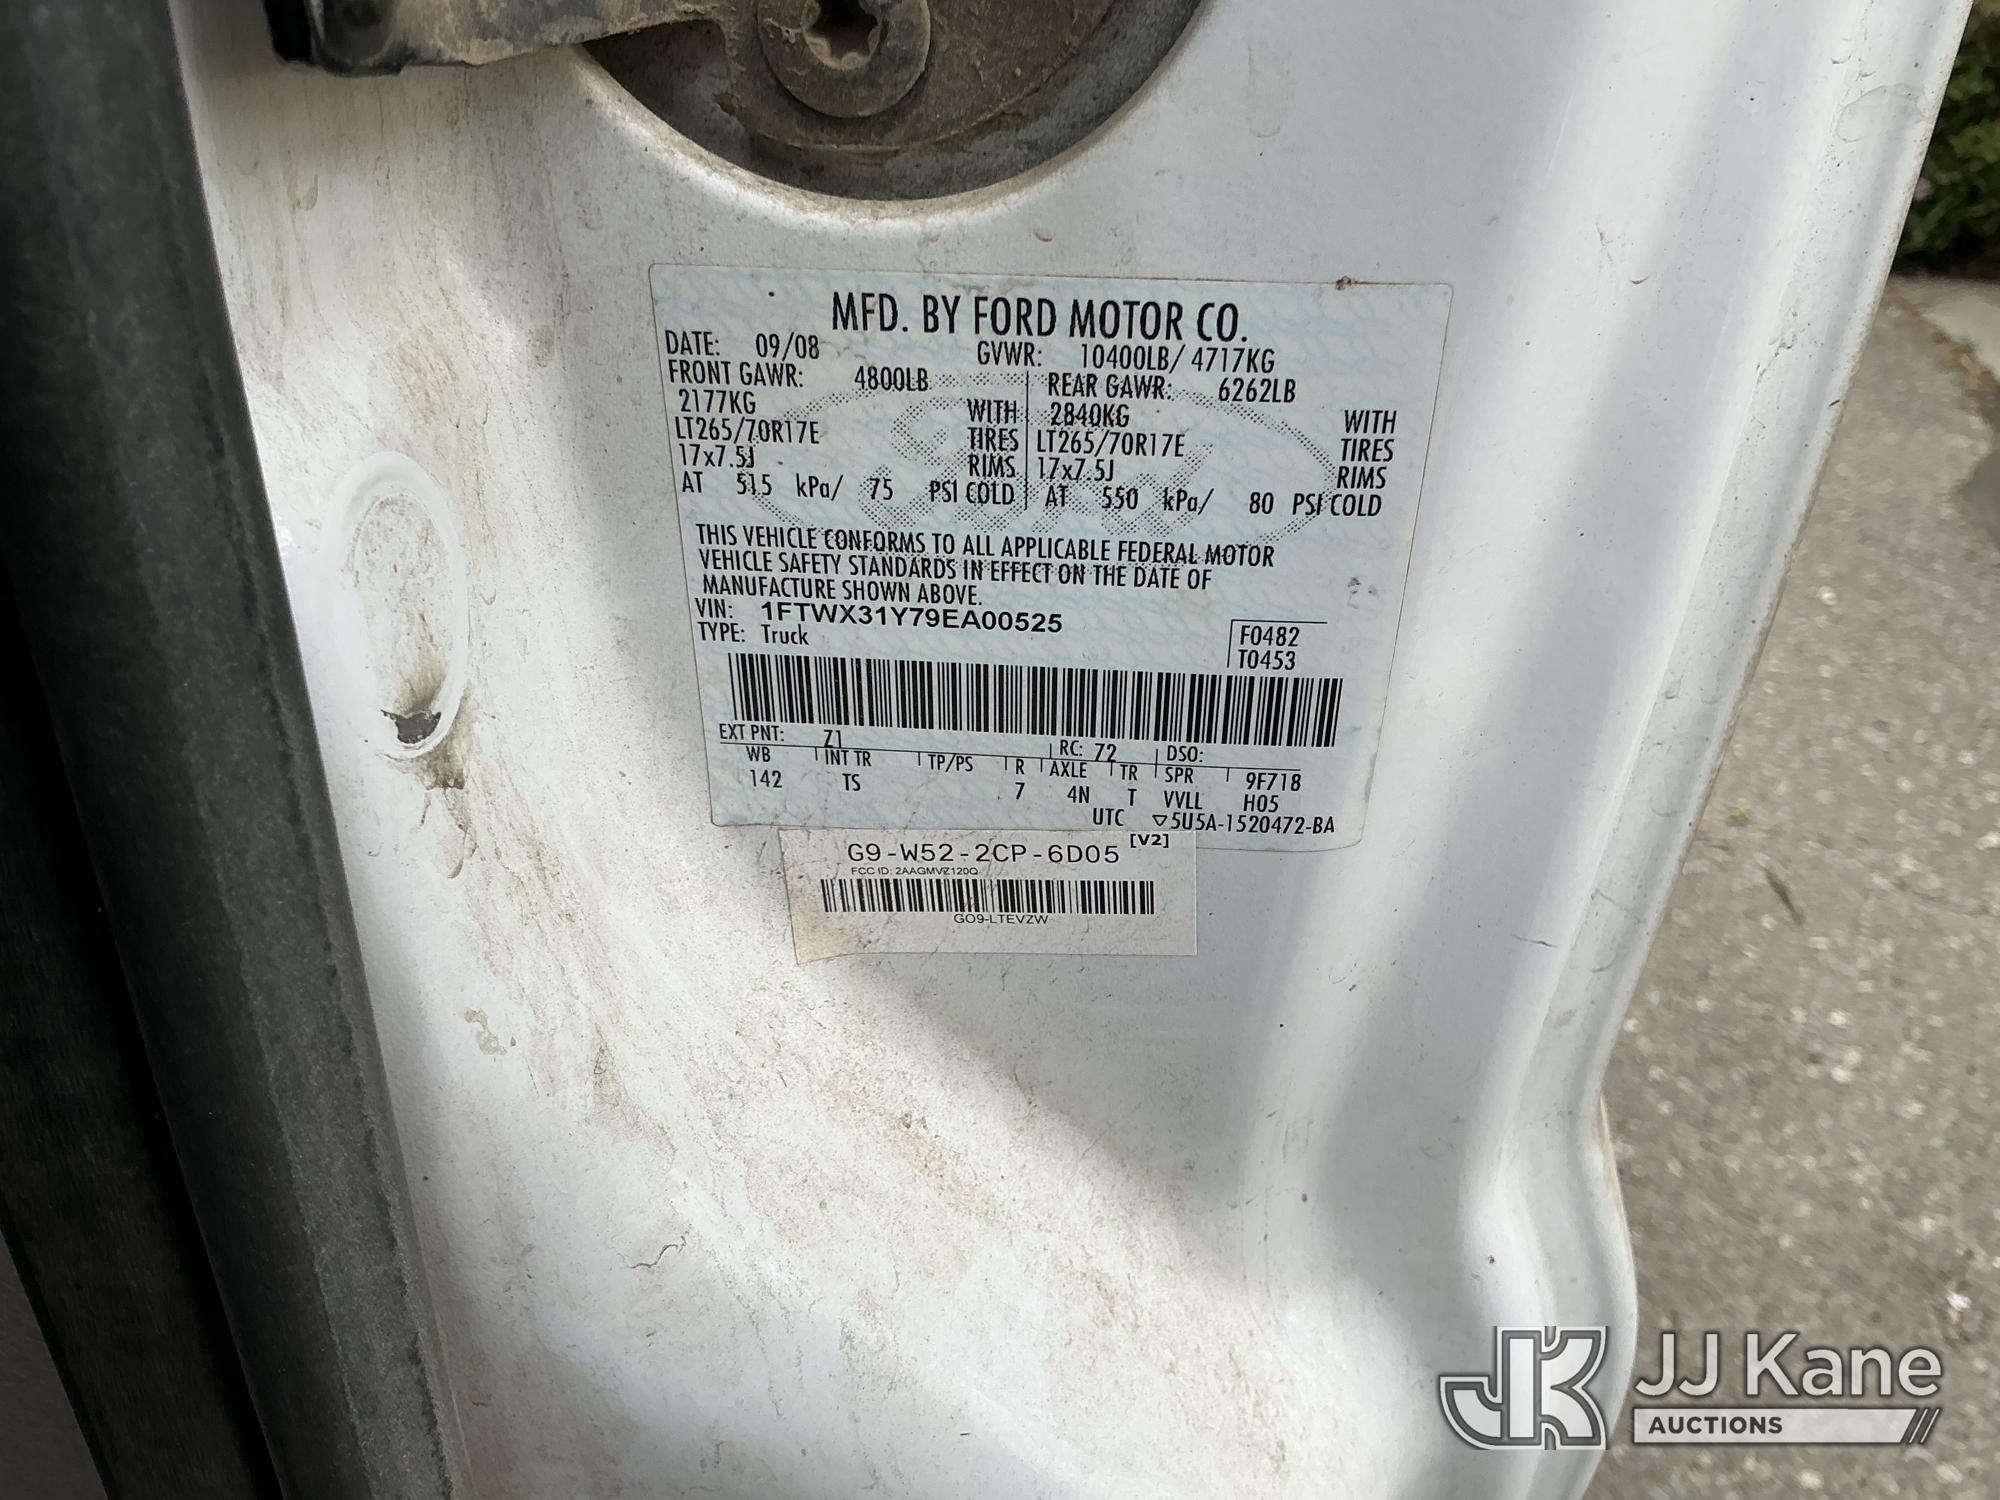 MFD. BY FORD MOTOR CO.
DATE: 09/08 GVWR: 10400LB/ 4717KG
FRONT GAWR: 4800LB REAR GAWR: 6262LB
2177KG WITH 2840KG WITH
LT265/70R17E TIRES LT265/70R17E TIRES
17x7.5J RIMS 17x7.5J RIMS
AT 515 kPa/ 75 PSI COLD AT 550 kPa/ 80 PSI COLD
THIS VEHICLE CONFORMS TO ALL APPLICABLE FEDERAL MOTOR
VEHICLE SAFETY STANDARDS IN EFFECT ON THE DATE OF
MANUFACTURE SHOWN ABOVE.
VIN: 1FTWX31Y79EA00525
TYPE: Truck
F0482
T0453
EXT PNT: Z1 RC: 72 DSO:
WB INT TR TP/PS R AXLE TR SPR 9F718
142 TS 7 4N T VVLL H05
UTC ▽5U5A-1520472-BA
G9-W52-2CP-6D05 [V2]
FCC ID: 2AAGMVZ120Q
GO9-LTEVZW
JK JJ Kane
AUCTIONS